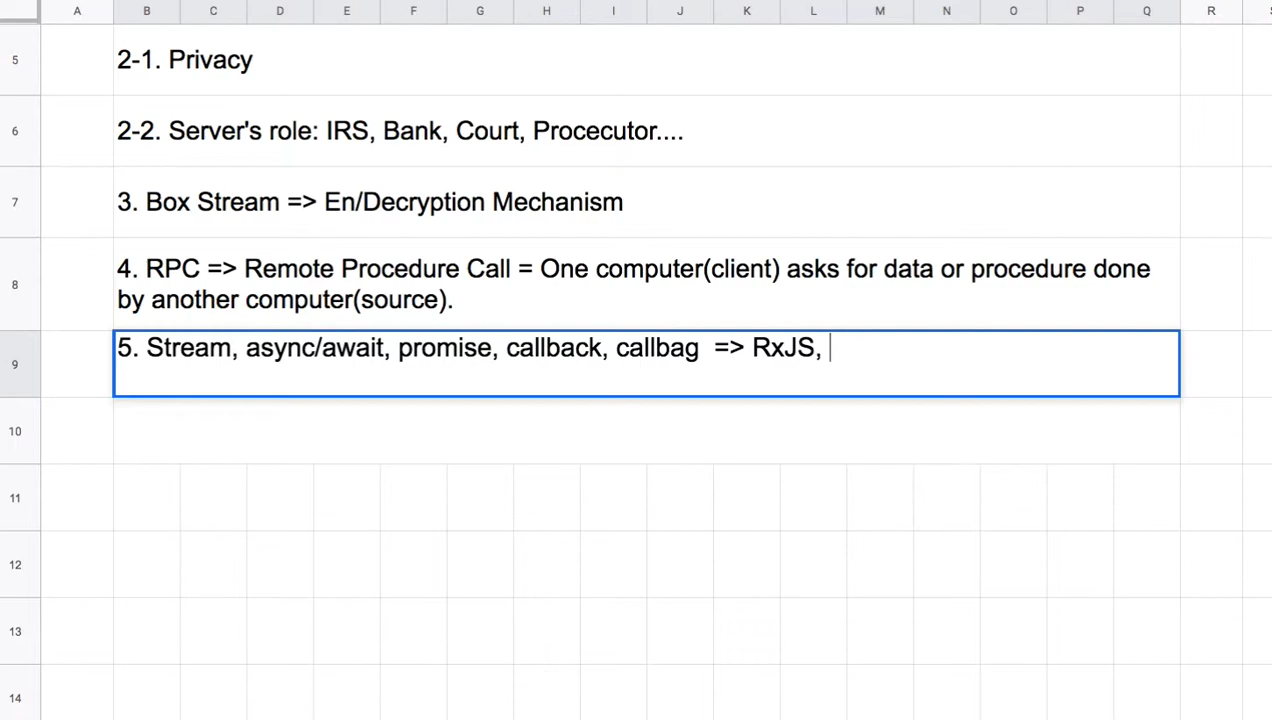 A B C D E F G H I J K L M N O P Q R
5 2-1. Privacy
6 2-2. Server's role: IRS, Bank, Court, Procecutor....
7 3. Box Stream => En/Decryption Mechanism
4. RPC => Remote Procedure Call = One computer(client) asks for data or procedure done
8
by another computer(source).
5. Stream, async/await, promise, callback, callbag => RxJS,
9
10
11
12
13
14